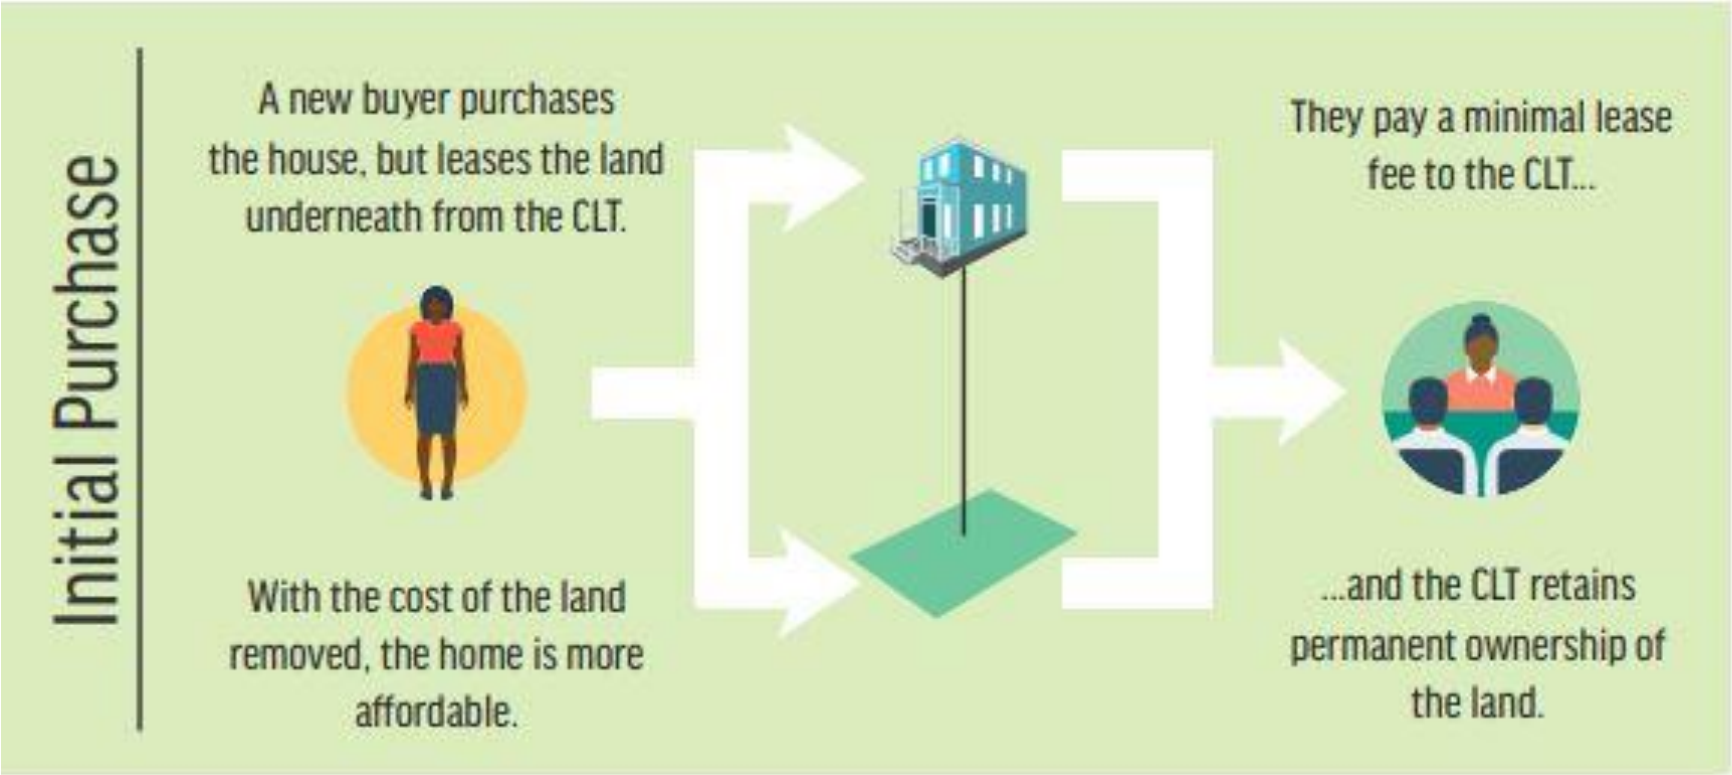 Initial Purchase
A new buyer purchases
the house, but leases the land
underneath from the CLT.
With the cost of the land
removed, the home is more
affordable.
They pay a minimal lease
fee to the CLT...
...and the CLT retains
permanent ownership of
the land.